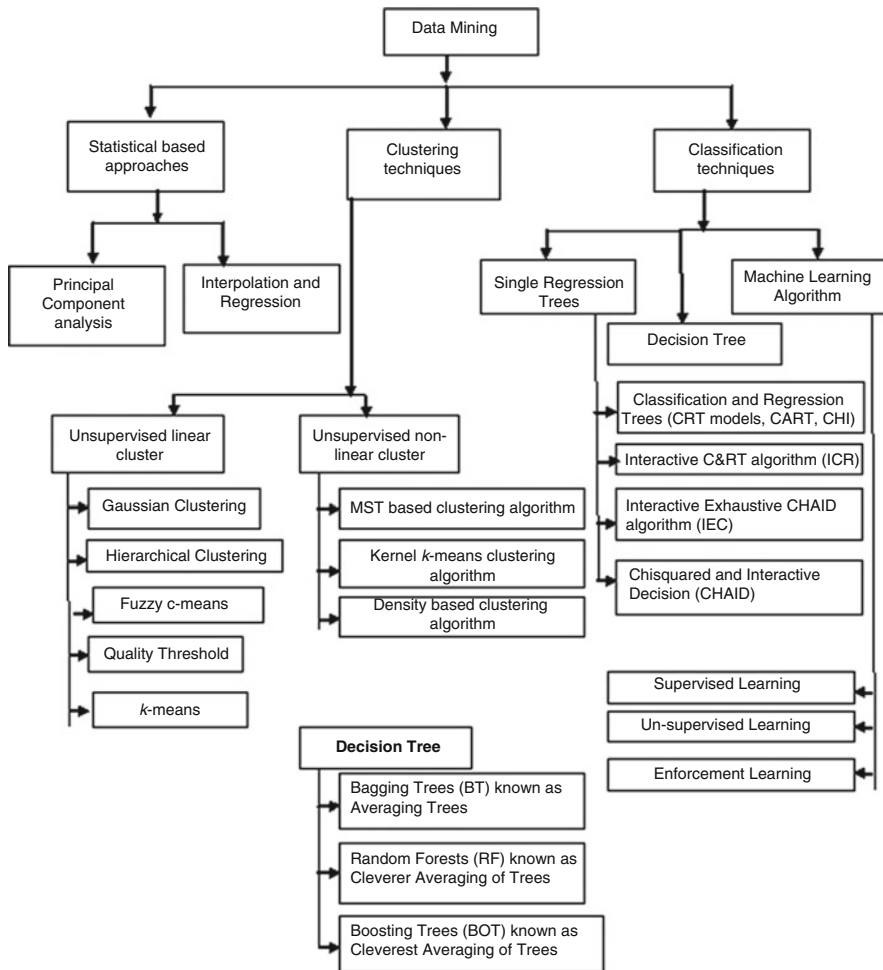 Data Mining
Statistical based
approaches
Clustering
techniques
Classification
techniques
Principal
Component
analysis
Interpolation and
Regression
Single Regression
Trees
Machine Learning
Algorithm
Decision Tree
Classification and Regression
Trees (CRT models, CART, CHI)
Interactive C&RT algorithm (ICR)
Interactive Exhaustive CHAID
algorithm (IEC)
Chisquared and Interactive
Decision (CHAID)
Unsupervised linear
cluster
Unsupervised non-
linear cluster
Gaussian Clustering
Hierarchical Clustering
Fuzzy c-means
Quality Threshold
k-means
MST based clustering algorithm
Kernel k-means clustering
algorithm
Density based clustering
algorithm
Supervised Learning
Un-supervised Learning
Enforcement Learning
Decision Tree
Bagging Trees (BT) known as
Averaging Trees
Random Forests (RF) known as
Cleverer Averaging of Trees
Boosting Trees (BOT) known as
Cleverest Averaging of Trees